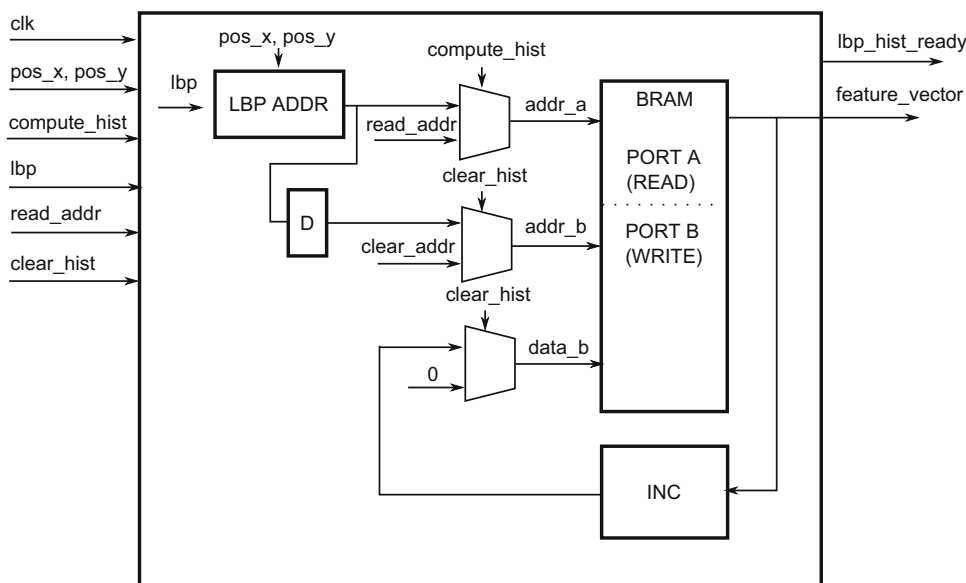 clk
pos_x, pos_y
compute_hist
lbp
read_addr
clear_hist
pos_x, pos_y
lbp
LBP ADDR
compute_hist
read_addr
addr_a
D
clear_hist
clear_addr
addr_b
clear_hist
0
data_b
BRAM
PORT A
(READ)
PORT B
(WRITE)
INC
lbp_hist_ready
feature_vector